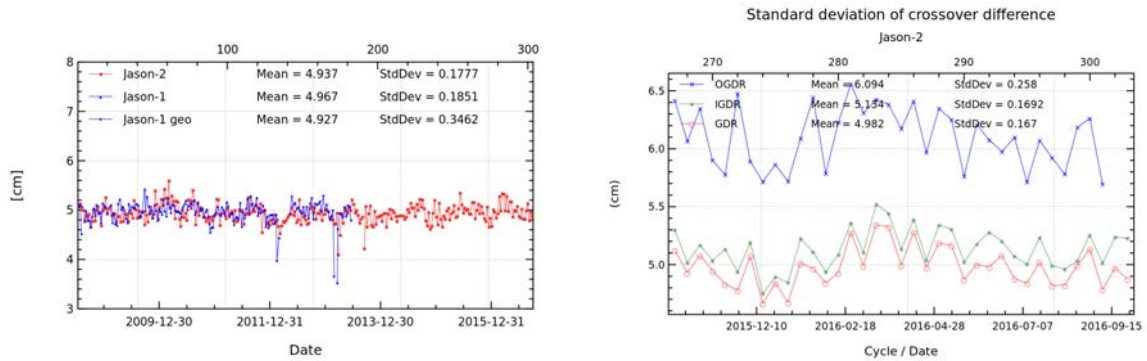 100 200 300
8
7
6
5
4
3
[cm]
Jason-2 Mean = 4.937 StdDev = 0.1777
Jason-1 Mean = 4.967 StdDev = 0.1851
Jason-1 geo Mean = 4.927 StdDev = 0.3462
2009-12-30 2011-12-31 2013-12-30 2015-12-31
Date
Standard deviation of crossover difference
Jason-2
270 280 290 300
6.5
6.0
5.5
5.0
(cm)
OGDR Mean = 6.094 StdDev = 0.258
IGDR Mean = 5.134 StdDev = 0.1692
GDR Mean = 4.982 StdDev = 0.167
2015-12-10 2016-02-18 2016-04-28 2016-07-07 2016-09-15
Cycle / Date